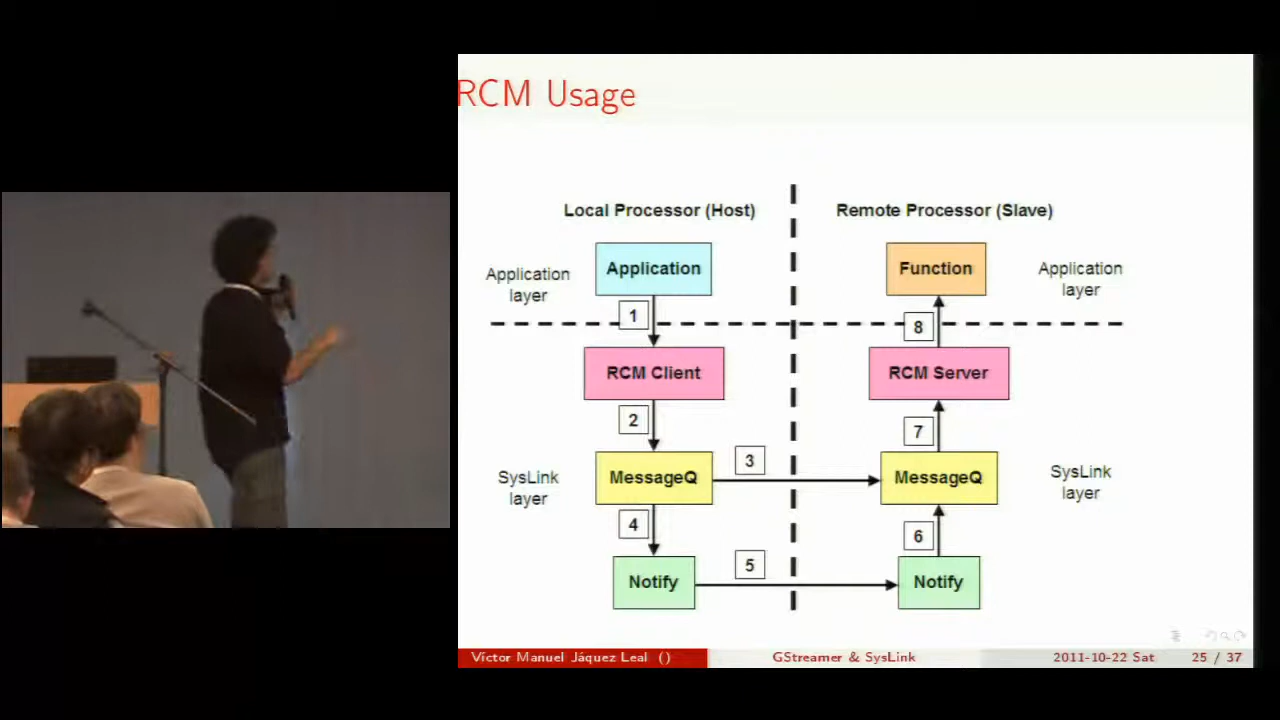 RCM Usage
Local Processor (Host)
Remote Processor (Slave)
Application
layer
Application
Function
Application
layer
1
8
RCM Client
RCM Server
2
7
SysLink
layer
MessageQ
3
MessageQ
SysLink
layer
4
6
Notify
5
Notify
Víctor Manuel Jáquez Leal ()
GStreamer & SysLink
2011-10-22 Sat
25 / 37